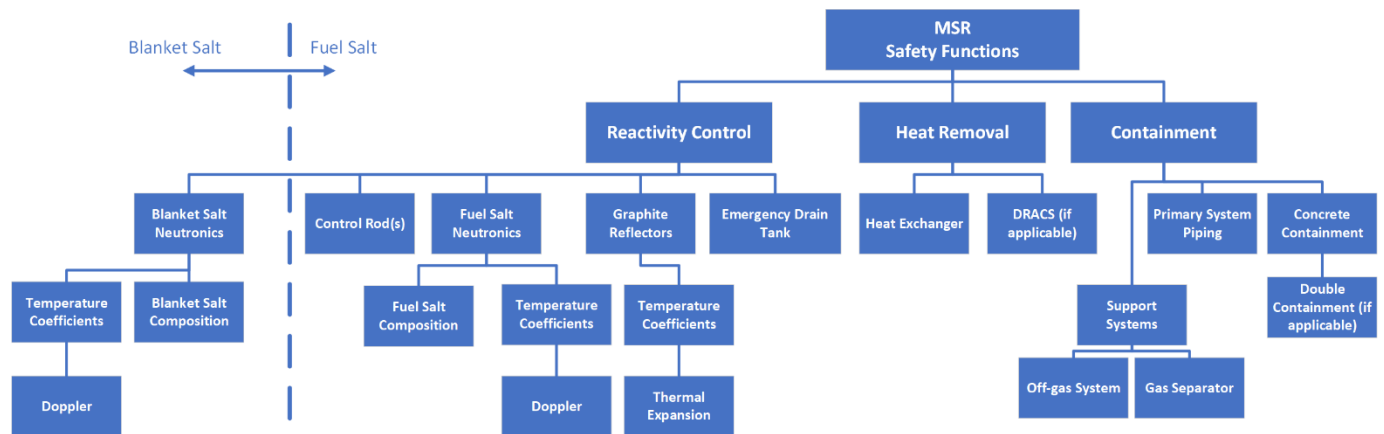 Blanket Salt
Fuel Salt
MSR
Safety Functions
Reactivity Control
Heat Removal
Containment
Blanket Salt
Neutronics
Control Rod(s)
Fuel Salt
Neutronics
Graphite
Reflectors
Emergency Drain
Tank
Heat Exchanger
DRACS (if
applicable)
Primary System
Piping
Concrete
Containment
Temperature
Coefficients
Blanket Salt
Composition
Fuel Salt
Composition
Temperature
Coefficients
Temperature
Coefficients
Support
Systems
Double
Containment (if
applicable)
Doppler
Doppler
Thermal
Expansion
Off-gas System
Gas Separator